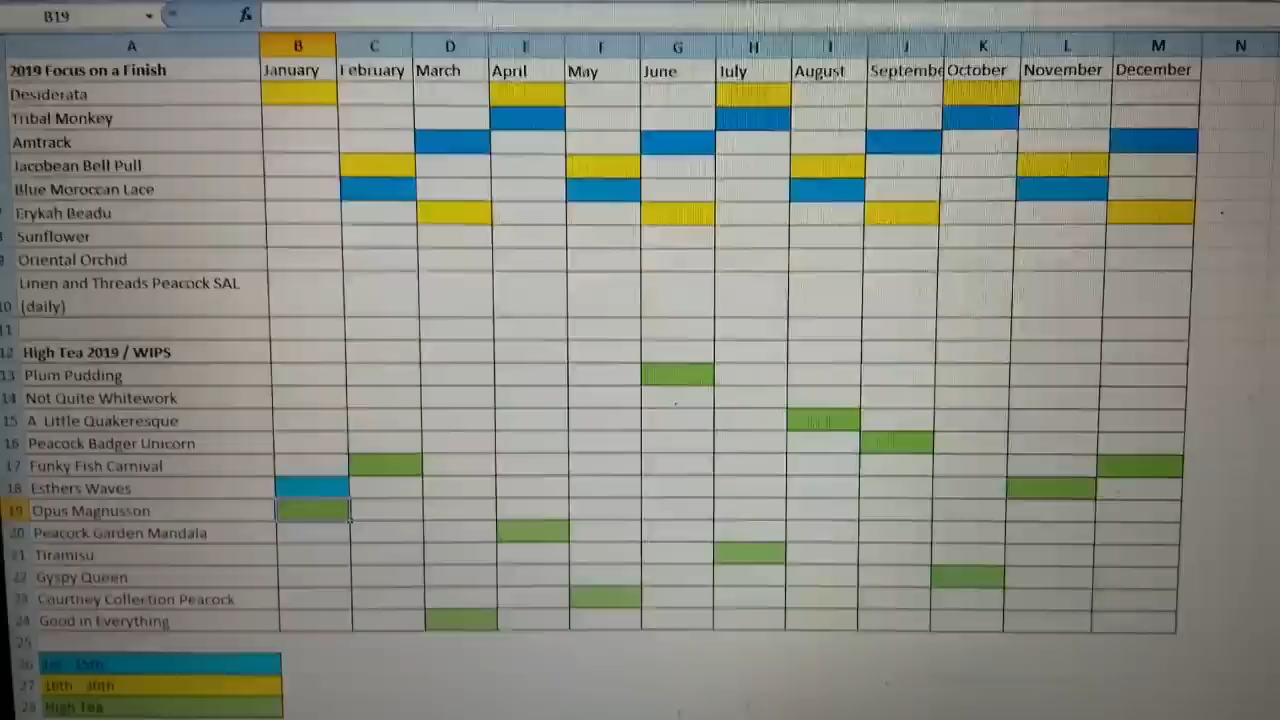 B19 fx
A B C D E F G H I J K L M N
2019 Focus on a Finish January February March April May June July August Septembe October November December
Desiderata
Tribal Monkey
Amtrack
Jacobean Bell Pull
Blue Moroccan Lace
Erykah Beadu
Sunflower
Oriental Orchid
Linen and Threads Peacock SAL
10 (daily)
11
12 High Tea 2019 / WIPS
13 Plum Pudding
14 Not Quite Whitework
15 A Little Quakeresque
16 Peacock Badger Unicorn
17 Funky Fish Carnival
18 Esthers Waves
19 Opus Magnusson
20 Peacock Garden Mandala
21 Tiramisu
22 Gyspy Queen
23 Courtney Collection Peacock
24 Good in Everything
25
26 1st - 15th
27 16th - 30th
28 High Tea